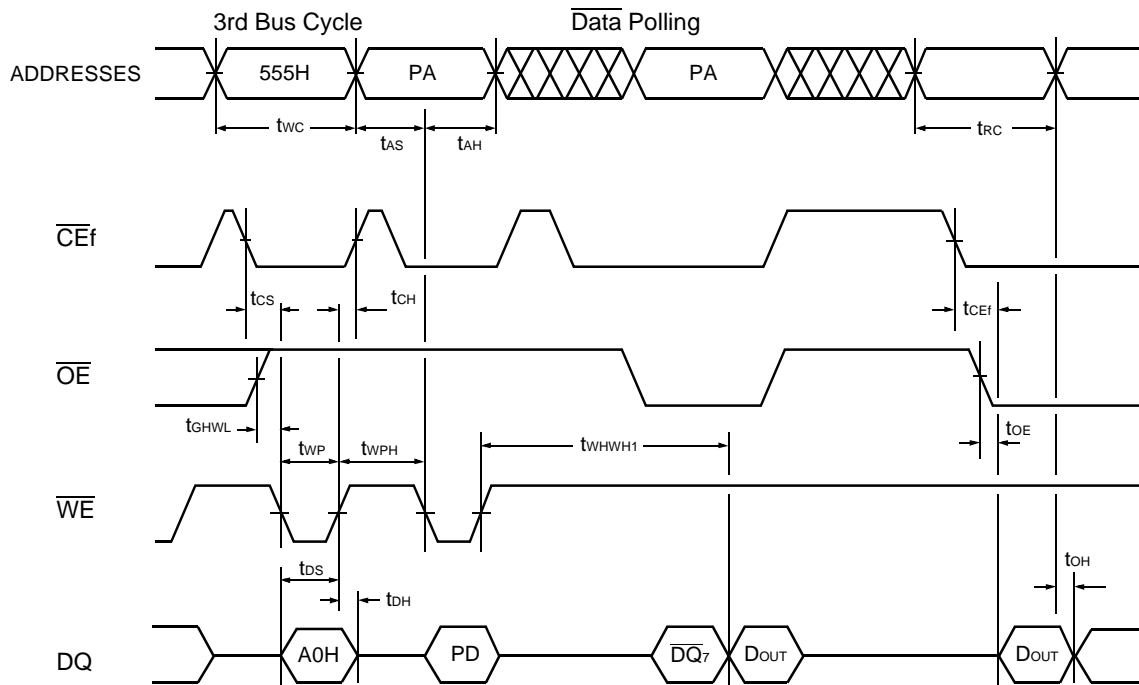 3rd Bus Cycle Data Polling
ADDRESSES 555H PA PA
tWC tAS tAH tRC
CEf
tCS tCH tCEf
OE
tGHWL tWP tWPH tWHWH1 tOE
WE
tDS tDH tOH
DQ A0H PD DQ7 DOUT DOUT